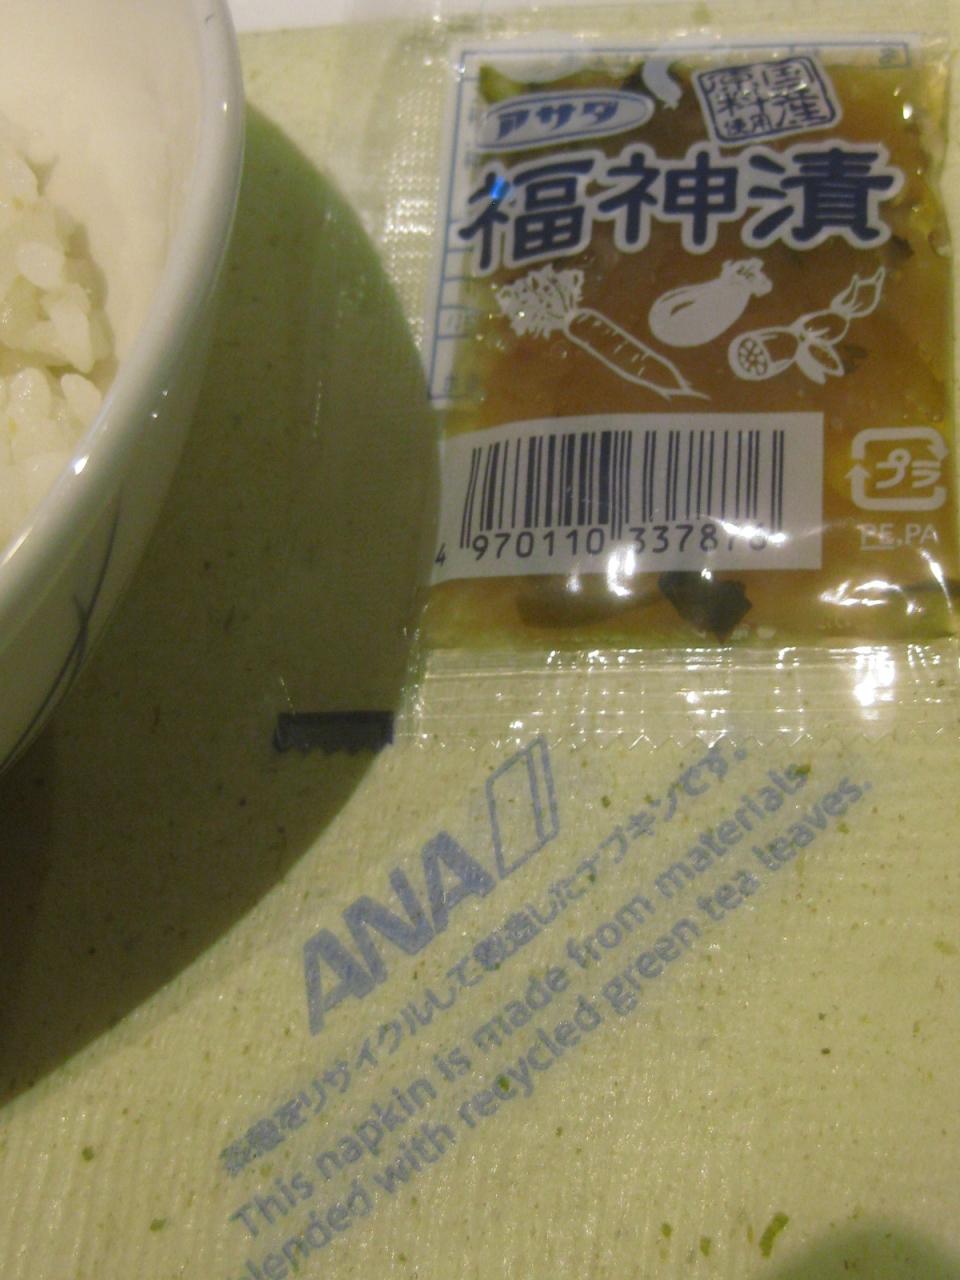 アサダ
国産
原料
使用
福神漬
4 970110 337876
プラ
PE,PA
ANA
茶殻をリサイクルして製造したナプキンです。
This napkin is made from materials
blended with recycled green tea leaves.